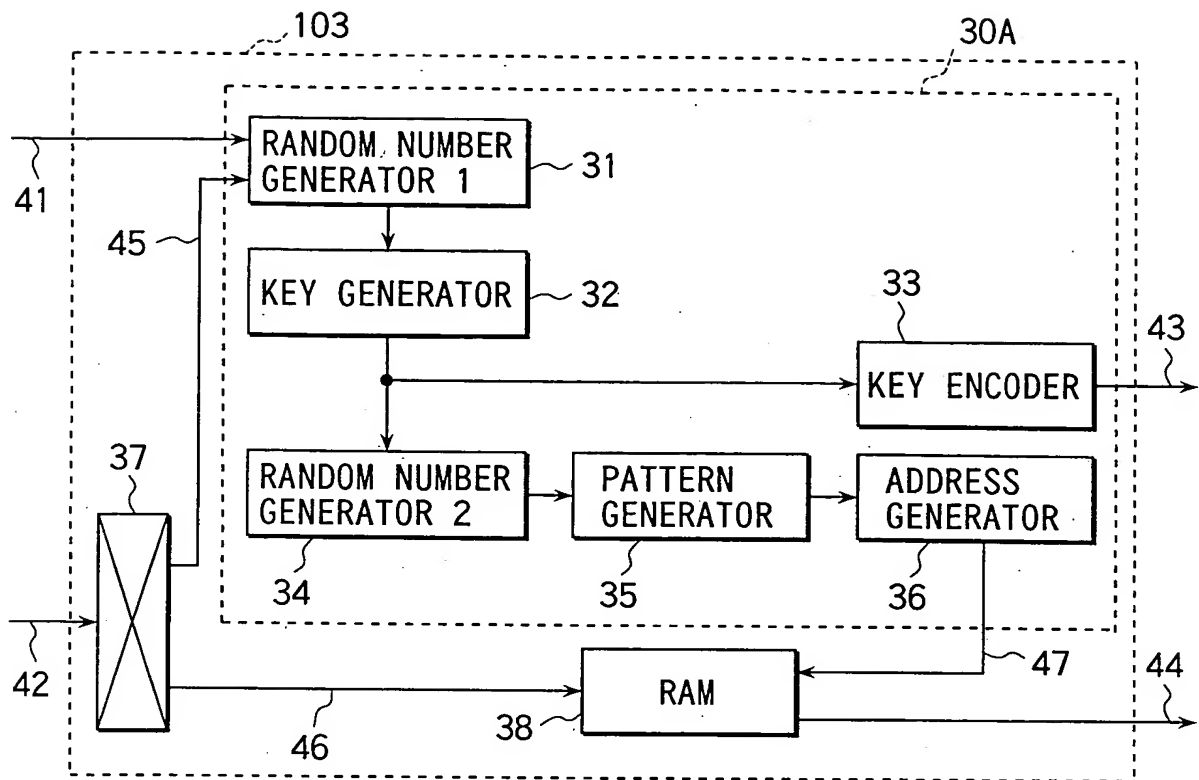 103
30A
RANDOM NUMBER
GENERATOR 1
31
41
45
KEY GENERATOR
32
33
43
KEY ENCODER
37
RANDOM NUMBER
GENERATOR 2
PATTERN
GENERATOR
ADDRESS
GENERATOR
34
35
36
42
47
44
RAM
38
46